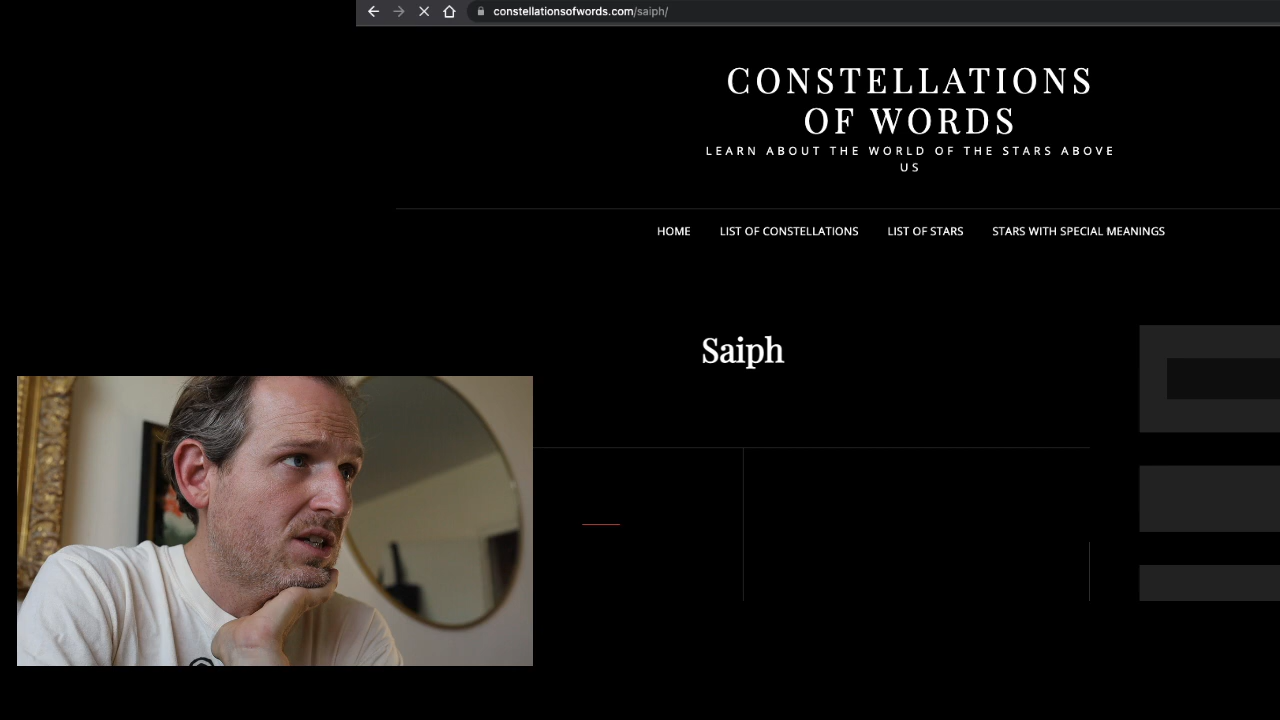 constellationsofwords.com/saiph/
CONSTELLATIONS
OF WORDS
LEARN ABOUT THE WORLD OF THE STARS ABOVE
US
HOME LIST OF CONSTELLATIONS LIST OF STARS STARS WITH SPECIAL MEANINGS
Saiph